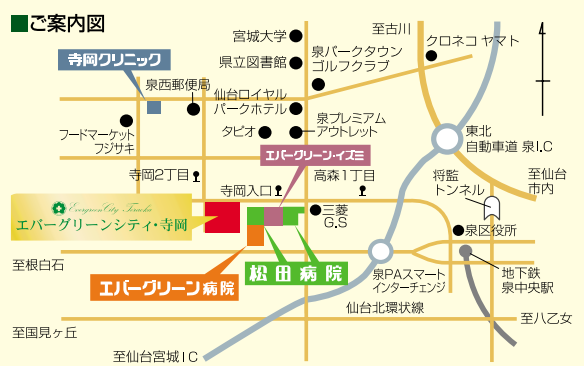 ■ご案内図
宮城大学
県立図書館
泉パークタウン
ゴルフクラブ
至古川
クロネコ ヤマト
寺岡クリニック
泉西郵便局
仙台ロイヤル
パークホテル
フードマーケット
フジサキ
タピオ
泉プレミアム
アウトレット
東北
自動車道 泉I.C
エバーグリーン・イズミ
寺岡2丁目
寺岡入口
高森1丁目
将監
トンネル
至仙台
市内
Evergreen City Teraoka
エバーグリーンシティ・寺岡
三菱
G.S
泉区役所
至根白石
エバーグリーン病院
松田病院
泉PAスマート
インターチェンジ
地下鉄
泉中央駅
仙台北環状線
至国見ヶ丘
至八乙女
至仙台宮城IC